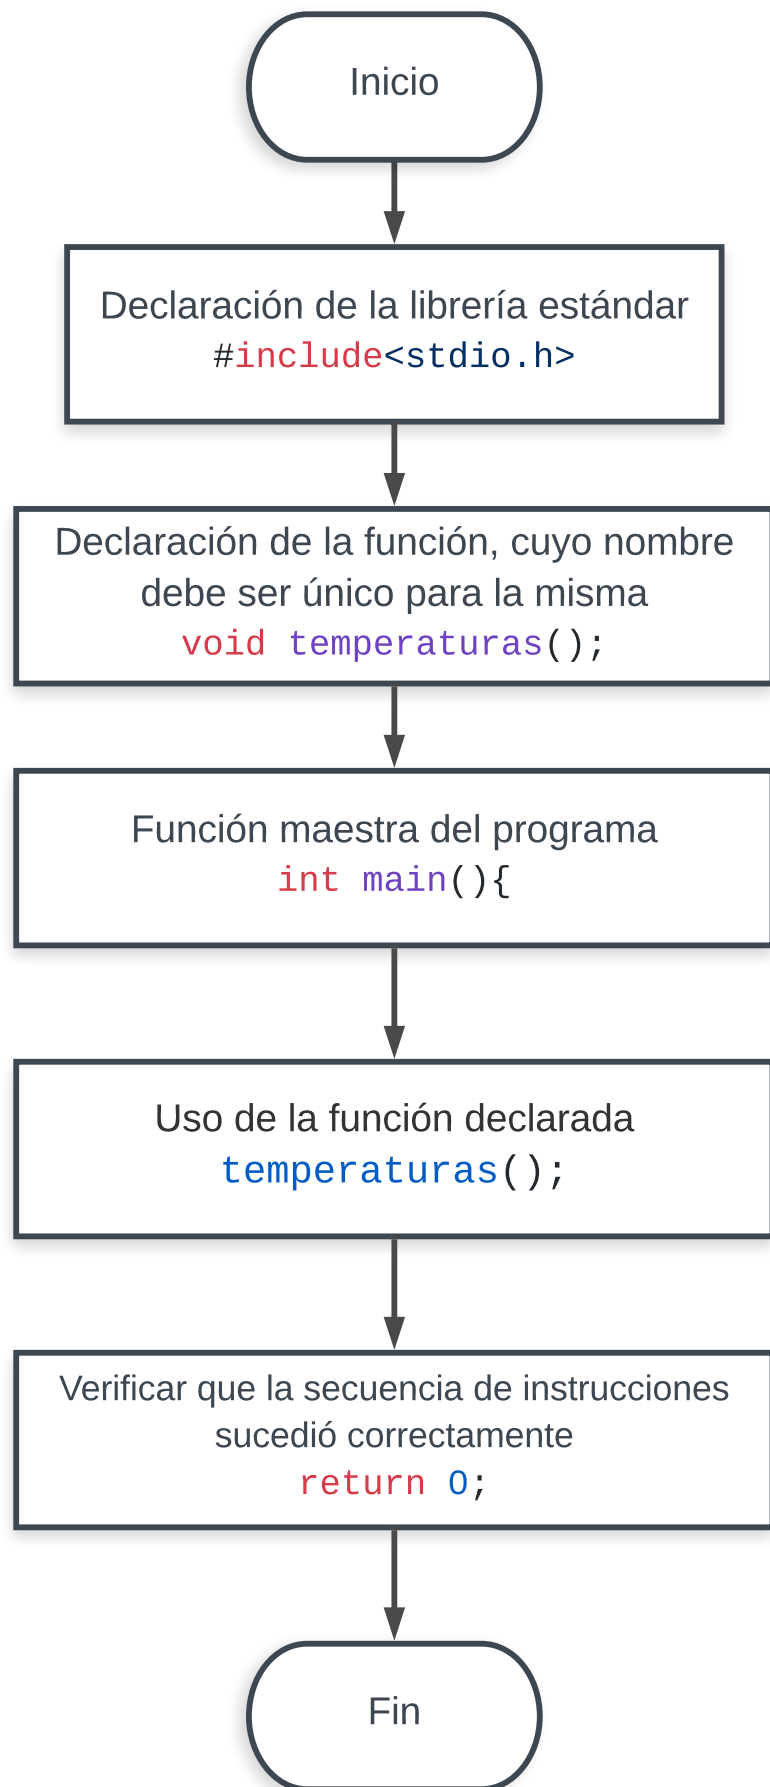 Inicio
Declaración de la librería estándar
#include<stdio.h>
Declaración de la función, cuyo nombre
debe ser único para la misma
void temperaturas();
Función maestra del programa
int main(){
Uso de la función declarada
temperaturas();
Verificar que la secuencia de instrucciones
sucedió correctamente
return 0;
Fin